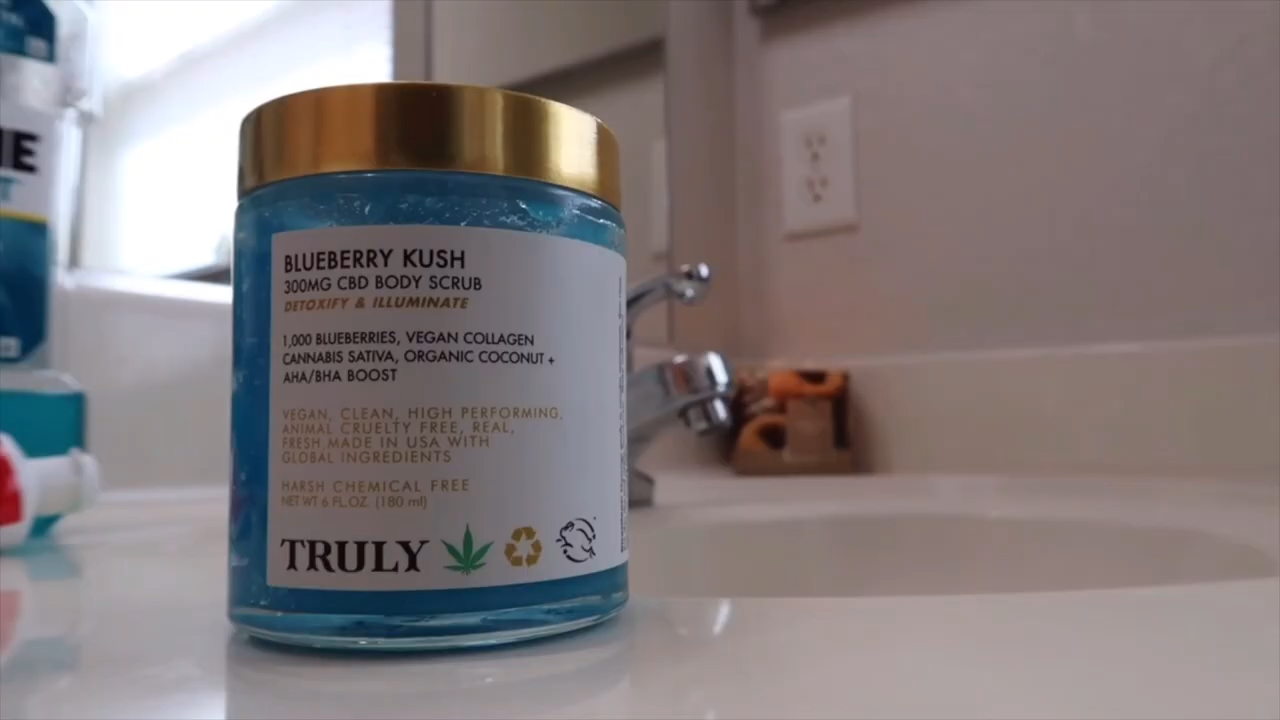 BLUEBERRY KUSH
300MG CBD BODY SCRUB
DETOXIFY & ILLUMINATE
1,000 BLUEBERRIES, VEGAN COLLAGEN
CANNABIS SATIVA, ORGANIC COCONUT +
AHA/BHA BOOST
VEGAN, CLEAN, HIGH PERFORMING,
ANIMAL CRUELTY FREE, REAL,
FRESH,MADE IN USA WITH
GLOBAL INGREDIENTS
HARSH CHEMICAL FREE
NET WT 6 FL.OZ. (180 ml)
TRULY